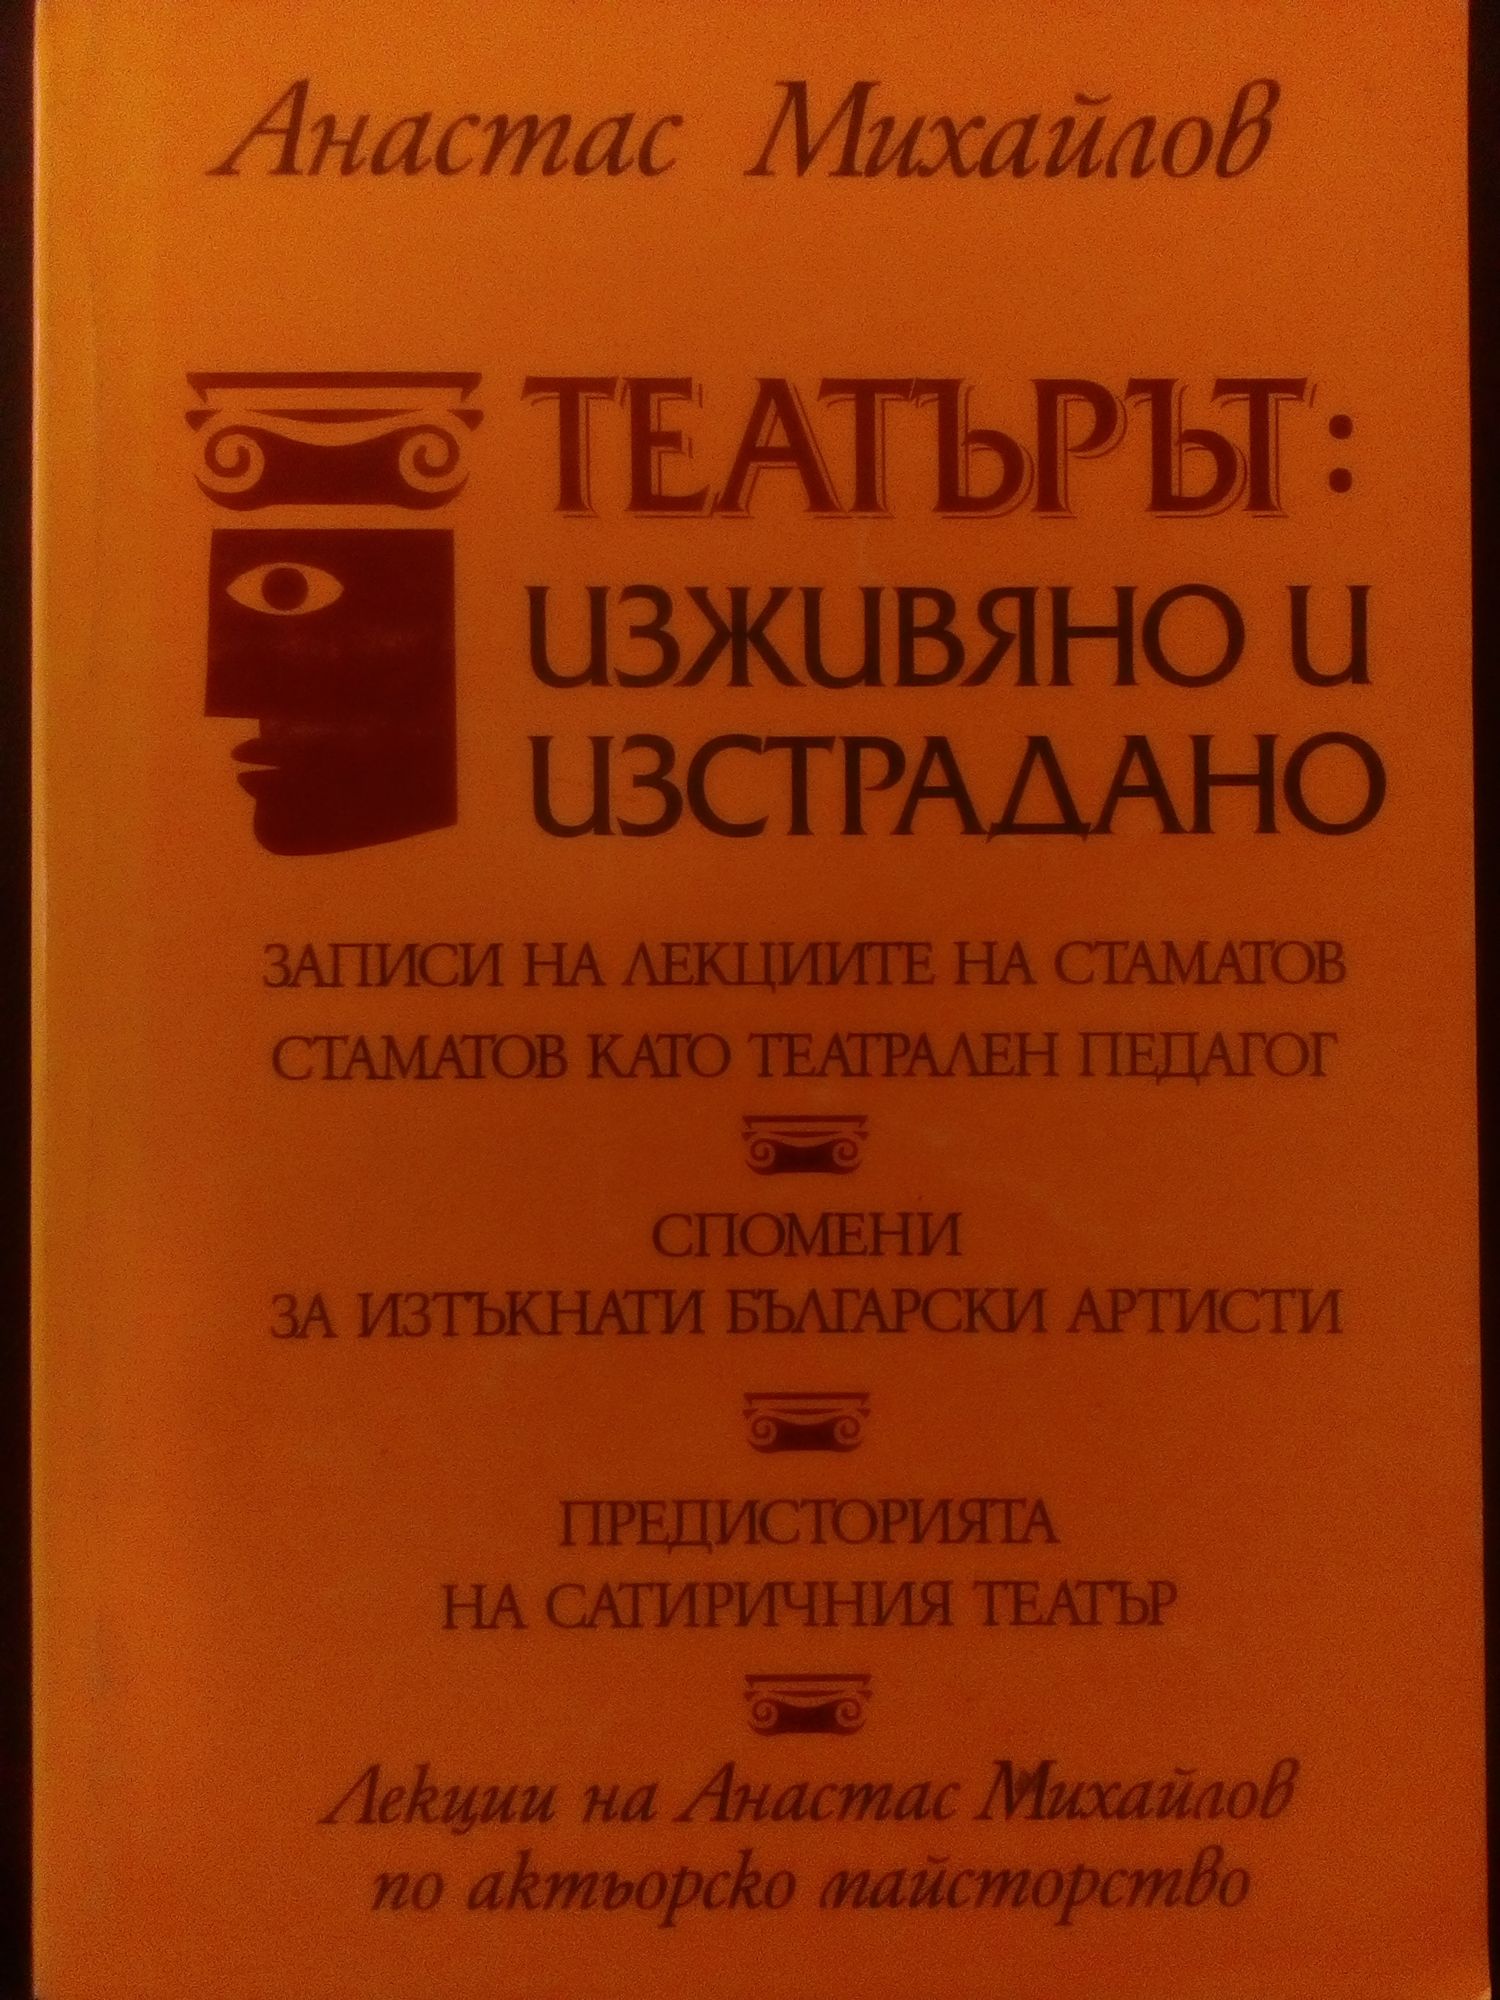 Анастас Михайлов
ТЕАТЪРЪТ:
ИЗЖИВЯНО И
ИЗСТРАДАНО
ЗАПИСИ НА ЛЕКЦИИТЕ НА СТАМАТОВ
СТАМАТОВ КАТО ТЕАТРАЛЕН ПЕДАГОГ
СПОМЕНИ
ЗА ИЗТЪКНАТИ БЪЛГАРСКИ АРТИСТИ
ПРЕДИСТОРИЯТА
НА САТИРИЧНИЯ ТЕАТЪР
Лекции на Анастас Михайлов
по актьорско майсторство